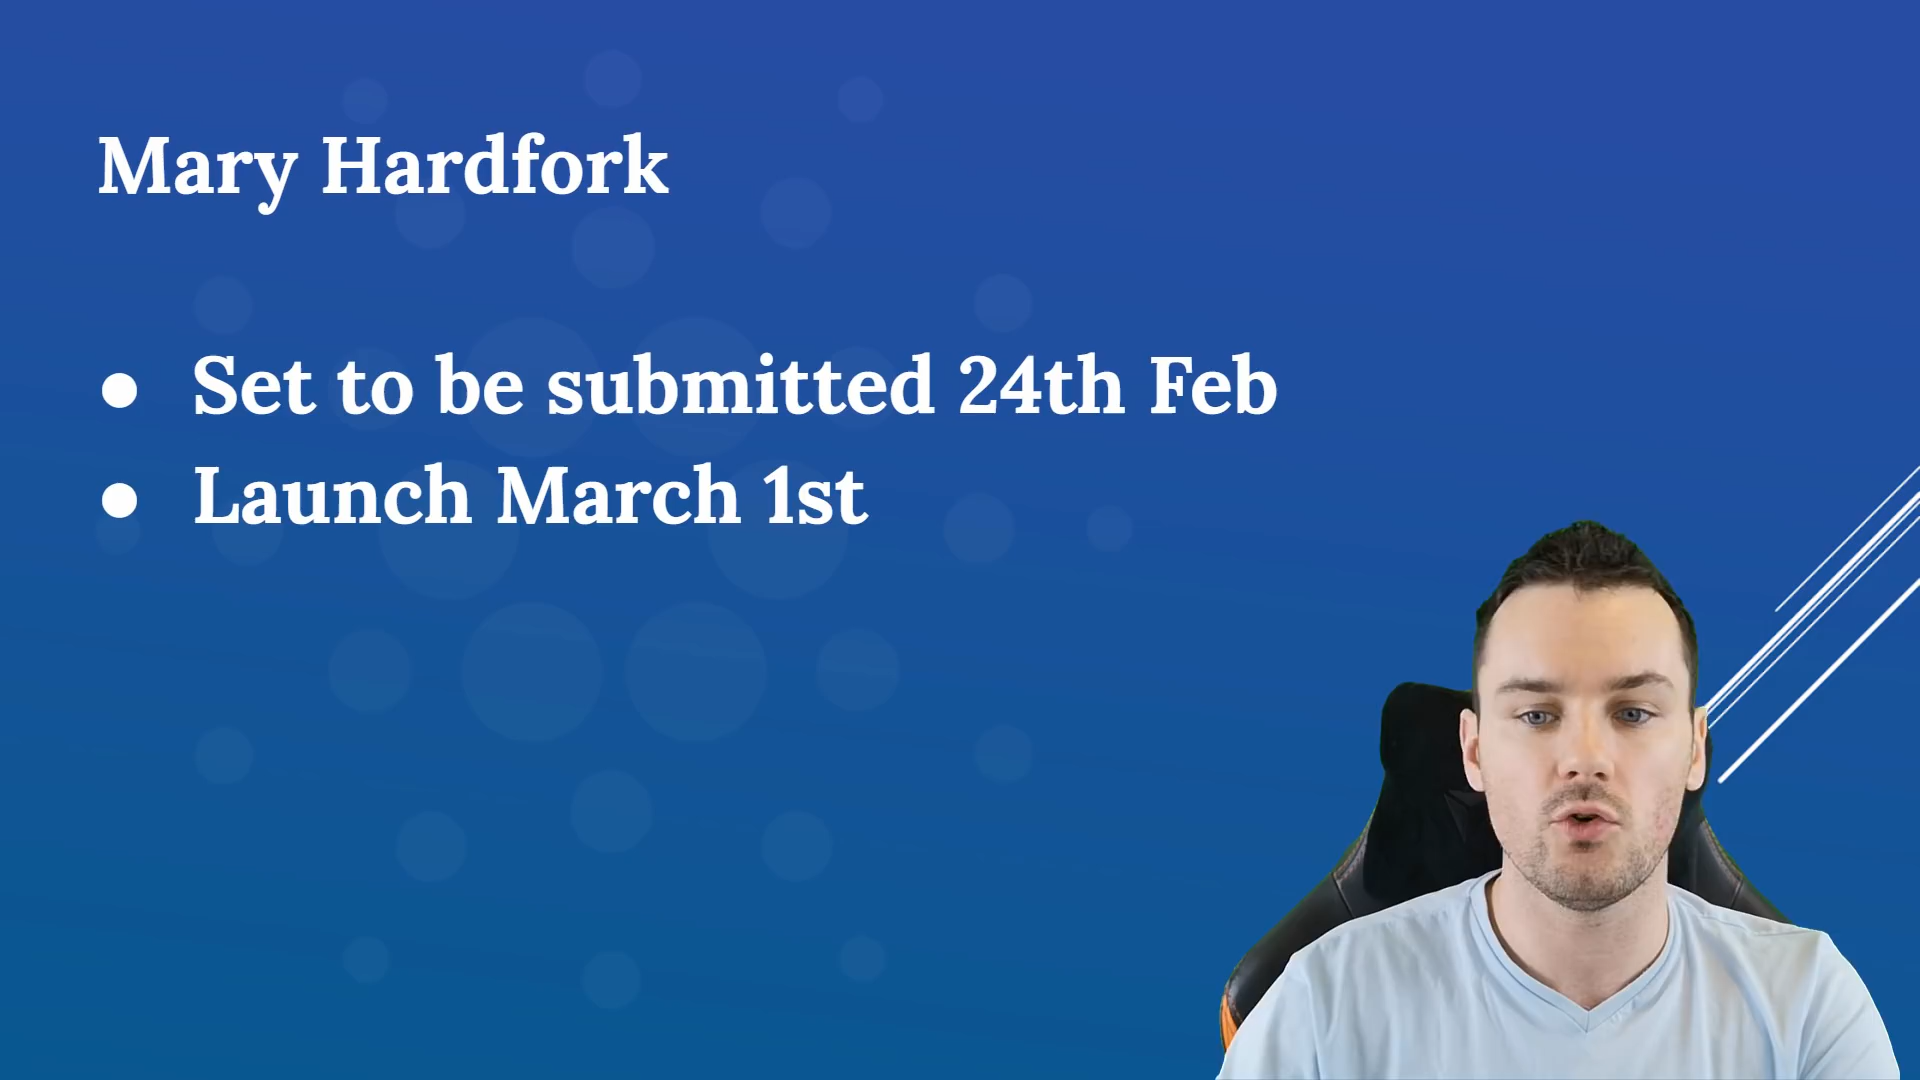 Mary Hardfork
● Set to be submitted 24th Feb
● Launch March 1st